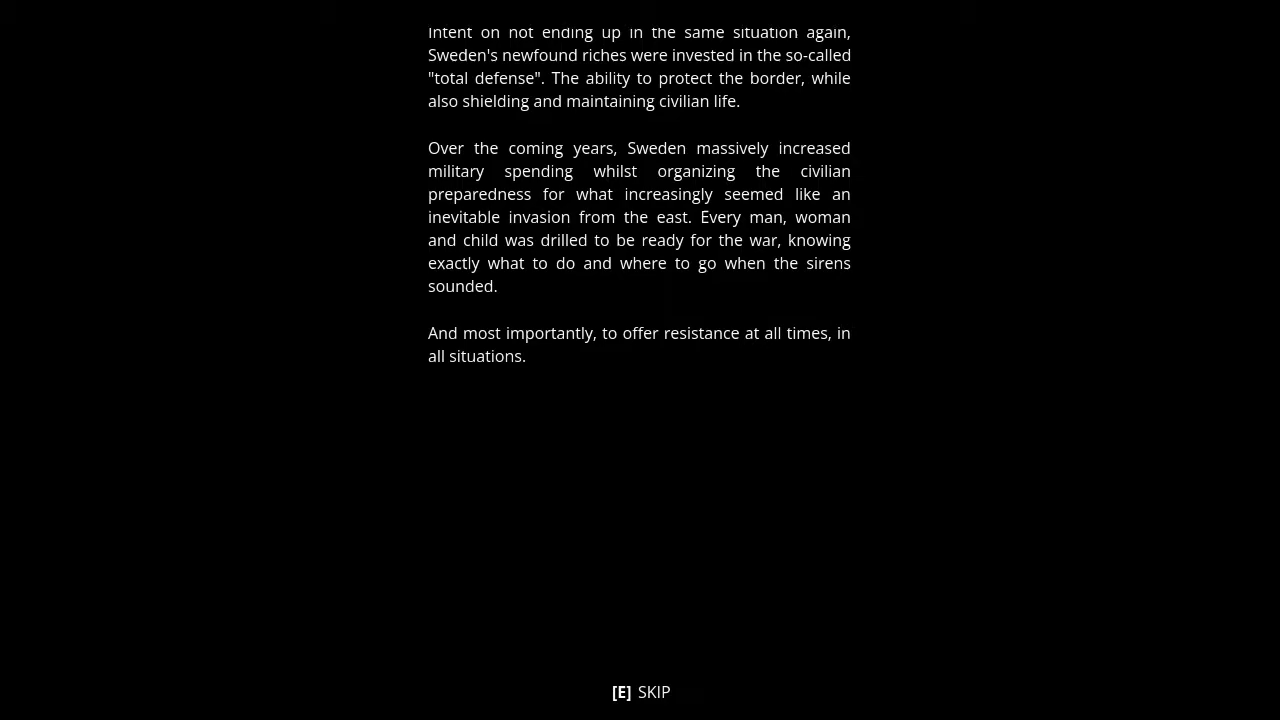 Intent on not ending up in the same situation again,
Sweden's newfound riches were invested in the so-called
"total defense". The ability to protect the border, while
also shielding and maintaining civilian life.
Over the coming years, Sweden massively increased
military spending whilst organizing the civilian
preparedness for what increasingly seemed like an
inevitable invasion from the east. Every man, woman
and child was drilled to be ready for the war, knowing
exactly what to do and where to go when the sirens
sounded.
And most importantly, to offer resistance at all times, in
all situations.
[E] SKIP